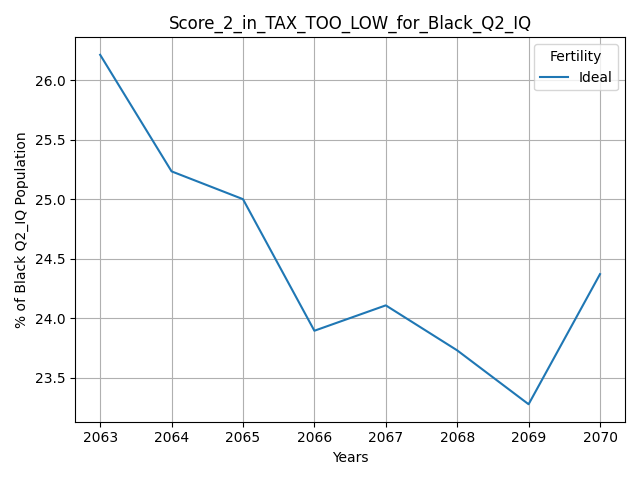 Score_2_in_TAX_TOO_LOW_for_Black_Q2_IQ
Fertility
Ideal
% of Black Q2_IQ Population
26.0
25.5
25.0
24.5
24.0
23.5
2063 2064 2065 2066 2067 2068 2069 2070
Years